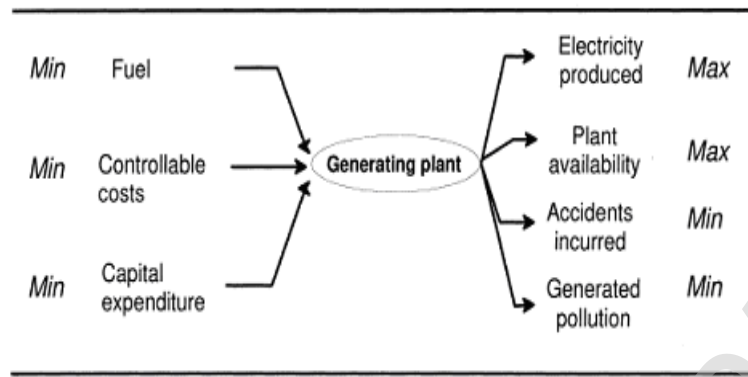 Min Fuel
Min Controllable
costs
Min Capital
expenditure
Generating plant
Electricity
produced Max
Plant
availability Max
Accidents
incurred Min
Generated
pollution Min